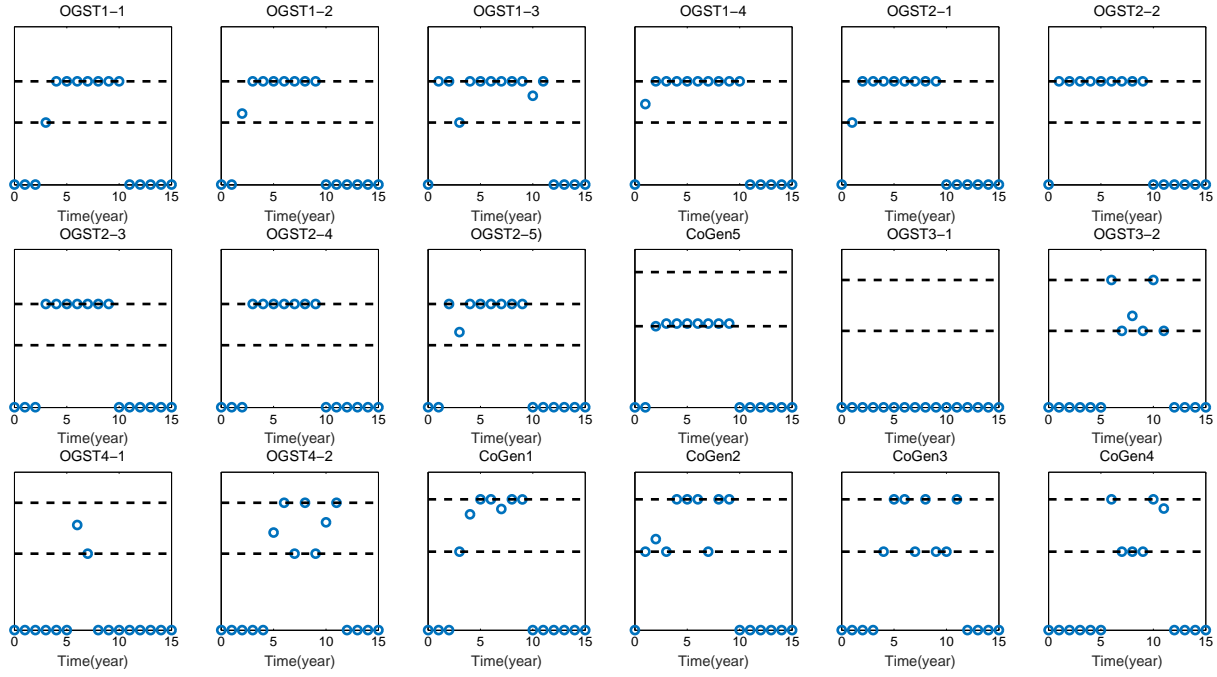 OGST1−1 OGST1−2 OGST1−3 OGST1−4 OGST2−1 OGST2−2
0 5 10 15 0 5 10 15 0 5 10 15 0 5 10 15 0 5 10 15 0 5 10 15
Time(year) Time(year) Time(year) Time(year) Time(year) Time(year)
OGST2−3 OGST2−4 OGST2−5) CoGen5 OGST3−1 OGST3−2
0 5 10 15 0 5 10 15 0 5 10 15 0 5 10 15 0 5 10 15 0 5 10 15
Time(year) Time(year) Time(year) Time(year) Time(year) Time(year)
OGST4−1 OGST4−2 CoGen1 CoGen2 CoGen3 CoGen4
0 5 10 15 0 5 10 15 0 5 10 15 0 5 10 15 0 5 10 15 0 5 10 15
Time(year) Time(year) Time(year) Time(year) Time(year) Time(year)